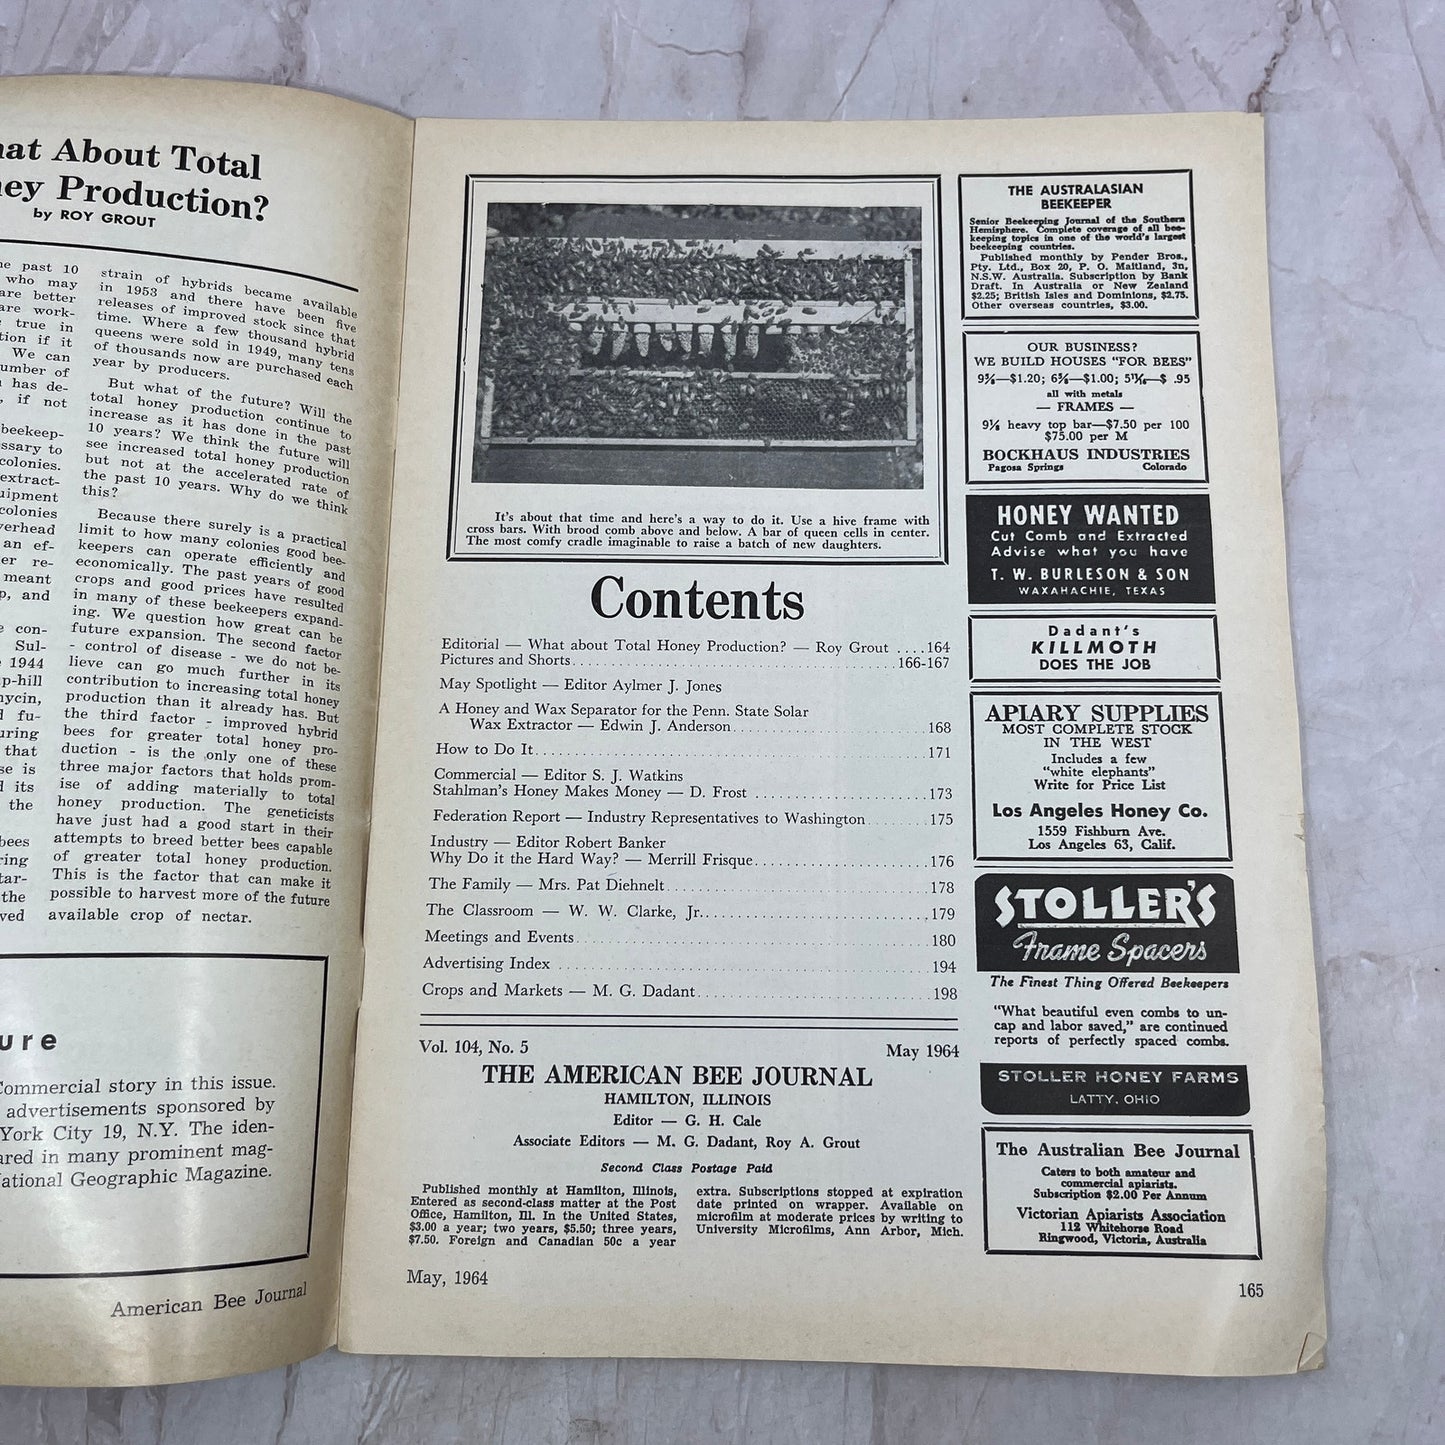 hat About Total
ney Production?
by ROY GROUT
he past 10
who may
are better
are work-
e true in
tion if it
We can
umber of
n has de-
, if not
beekeep-
ssary to
colonies.
extract-
uipment
colonies
verhead
an ef-
er re-
meant
p, and
e con-
Sul-
e 1944
p-hill
mycin,
d fu-
uring
that
se is
d its
the
bees
ring
tar-
the
ved
strain of hybrids became available
in 1953 and there have been five
releases of improved stock since that
time. Where a few thousand hybrid
queens were sold in 1949, many tens
of thousands now are purchased each
year by producers.
But what of the future? Will the
total honey production continue to
increase as it has done in the past
10 years? We think the future will
see increased total honey production
but not at the accelerated rate of
the past 10 years. Why do we think
this?
Because there surely is a practical
limit to how many colonies good bee-
keepers can operate efficiently and
economically. The past years of good
crops and good prices have resulted
in many of these beekeepers expand-
ing. We question how great can be
future expansion. The second factor
- control of disease - we do not be-
lieve can go much further in its
contribution to increasing total honey
production than it already has. But
the third factor - improved hybrid
bees for greater total honey pro-
duction - is the only one of these
three major factors that holds prom-
ise of adding materially to total
honey production. The geneticists
have just had a good start in their
attempts to breed better bees capable
of greater total honey production.
This is the factor that can make it
possible to harvest more of the future
available crop of nectar.
ure
Commercial story in this issue.
advertisements sponsored by
York City 19, N.Y. The iden-
ared in many prominent mag-
National Geographic Magazine.
American Bee Journal
It's about that time and here's a way to do it. Use a hive frame with
cross bars. With brood comb above and below. A bar of queen cells in center.
The most comfy cradle imaginable to raise a batch of new daughters.
Contents
Editorial — What about Total Honey Production? — Roy Grout ....164
Pictures and Shorts..........166-167
May Spotlight — Editor Aylmer J. Jones
A Honey and Wax Separator for the Penn. State Solar
Wax Extractor — Edwin J. Anderson..........168
How to Do It..........171
Commercial — Editor S. J. Watkins
Stahlman's Honey Makes Money — D. Frost ..........173
Federation Report — Industry Representatives to Washington..........175
Industry — Editor Robert Banker
Why Do it the Hard Way? — Merrill Frisque..........176
The Family — Mrs. Pat Diehnelt..........178
The Classroom — W. W. Clarke, Jr...........179
Meetings and Events..........180
Advertising Index ..........194
Crops and Markets — M. G. Dadant..........198
Vol. 104, No. 5 May 1964
THE AMERICAN BEE JOURNAL
HAMILTON, ILLINOIS
Editor — G. H. Cale
Associate Editors — M. G. Dadant, Roy A. Grout
Second Class Postage Paid
Published monthly at Hamilton, Illinois,
Entered as second-class matter at the Post
Office, Hamilton, Ill. In the United States,
$3.00 a year; two years, $5.50; three years,
$7.50. Foreign and Canadian 50c a year
extra. Subscriptions stopped at expiration
date printed on wrapper. Available on
microfilm at moderate prices by writing to
University Microfilms, Ann Arbor, Mich.
THE AUSTRALASIAN
BEEKEEPER
Senior Beekeeping Journal of the Southern
Hemisphere. Complete coverage of all bee-
keeping topics in one of the world's largest
beekeeping countries.
Published monthly by Pender Bros.,
Pty. Ltd., Box 20, P. O. Maitland, 3n,
N.S.W. Australia. Subscription by Bank
Draft. In Australia or New Zealand
$2.25; British Isles and Dominions, $2.75.
Other overseas countries, $3.00.
OUR BUSINESS?
WE BUILD HOUSES "FOR BEES"
9⅝—$1.20; 6⅝—$1.00; 5¹¹⁄₁₆—$ .95
all with metals
— FRAMES —
9⅛ heavy top bar—$7.50 per 100
$75.00 per M
BOCKHAUS INDUSTRIES
Pagosa Springs Colorado
HONEY WANTED
Cut Comb and Extracted
Advise what you have
T. W. BURLESON & SON
WAXAHACHIE, TEXAS
Dadant's
KILLMOTH
DOES THE JOB
APIARY SUPPLIES
MOST COMPLETE STOCK
IN THE WEST
Includes a few
"white elephants"
Write for Price List
Los Angeles Honey Co.
1559 Fishburn Ave.
Los Angeles 63, Calif.
STOLLER'S
Frame Spacers
The Finest Thing Offered Beekeepers
"What beautiful even combs to un-
cap and labor saved," are continued
reports of perfectly spaced combs.
STOLLER HONEY FARMS
LATTY, OHIO
The Australian Bee Journal
Caters to both amateur and
commercial apiarists.
Subscription $2.00 Per Annum
Victorian Apiarists Association
112 Whitehorse Road
Ringwood, Victoria, Australia
May, 1964 165